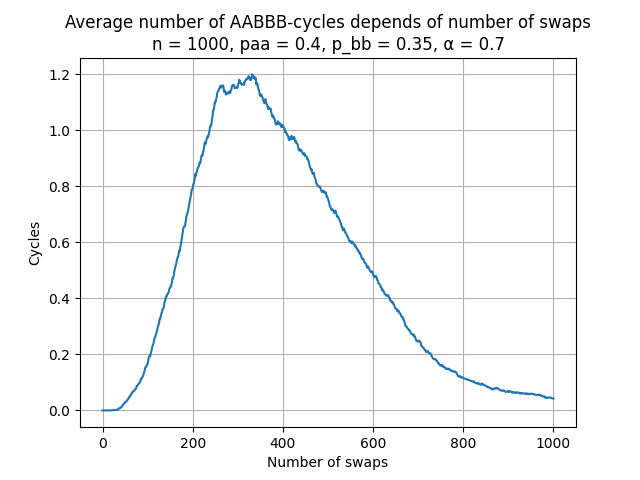 Average number of AABBB-cycles depends of number of swaps
n = 1000, paa = 0.4, p_bb = 0.35, α = 0.7
1.2
1.0
0.8
0.6
0.4
0.2
0.0
Cycles
0 200 400 600 800 1000
Number of swaps